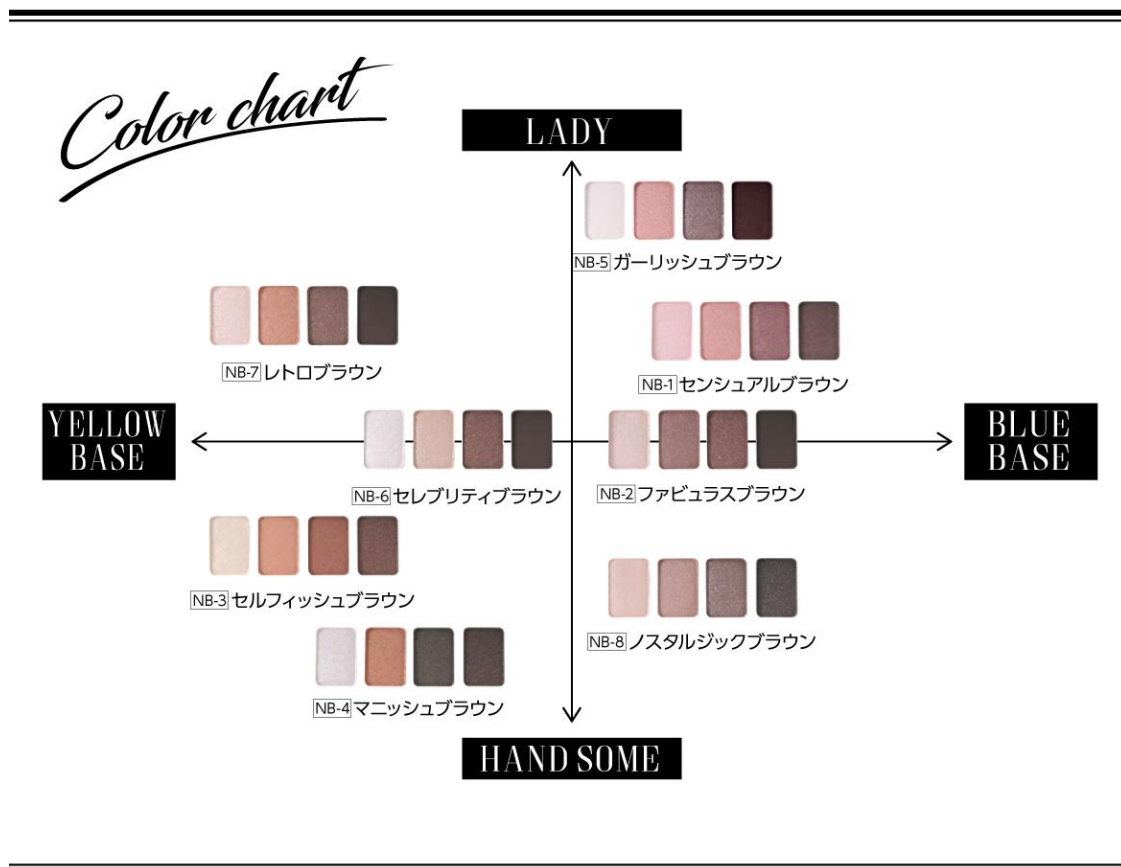 Color chart
LADY
NB-5 ガーリッシュブラウン
NB-7 レトロブラウン
NB-1 センシュアルブラウン
YELLOW
BASE
BLUE
BASE
NB-6 セレブリティブラウン
NB-2 ファビュラスブラウン
NB-3 セルフィッシュブラウン
NB-8 ノスタルジックブラウン
NB-4 マニッシュブラウン
HAND SOME